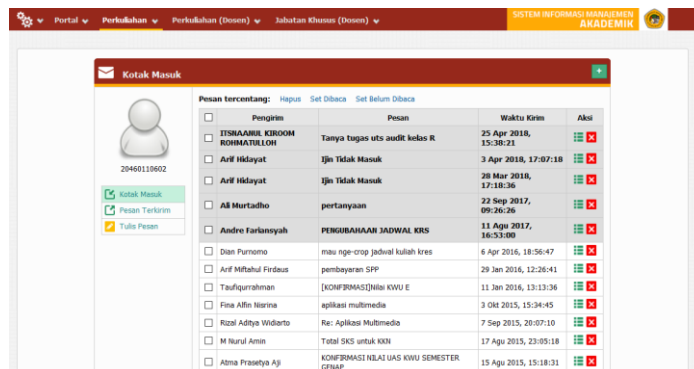 Portal
Perkuliahan
Perkuliahan (Dosen)
Jabatan Khusus (Dosen)
SISTEM INFORMASI MANAJEMEN
AKADEMIK
Kotak Masuk
+
20460110602
Kotak Masuk
Pesan Terkirim
Tulis Pesan
Pesan tercentang: Hapus Set Dibaca Set Belum Dibaca
Pengirim Pesan Waktu Kirim Aksi
ITSNAANUL KIROOM ROHMATULLOH Tanya tugas uts audit kelas R 25 Apr 2018, 15:38:21
Arif Hidayat Ijin Tidak Masuk 3 Apr 2018, 17:07:18
Arif Hidayat Ijin Tidak Masuk 28 Mar 2018, 17:18:36
Ali Murtadho pertanyaan 22 Sep 2017, 09:26:26
Andre Fariansyah PENGUBAHAAN JADWAL KRS 11 Agu 2017, 16:53:00
Dian Purnomo mau nge-crop jadwal kuliah kres 6 Apr 2016, 18:56:47
Arif Miftahul Firdaus pembayaran SPP 29 Jan 2016, 12:26:41
Taufiqurrahman [KONFIRMASI]Nilai KWU E 11 Jan 2016, 13:13:36
Fina Alfin Nisrina aplikasi multimedia 3 Okt 2015, 15:34:45
Rizal Aditya Widiarto Re: Aplikasi Multimedia 7 Sep 2015, 20:07:10
M Nurul Amin Total SKS untuk KKN 17 Agu 2015, 23:05:18
Atma Prasetya Aji KONFIRMASI NILAI UAS KWU SEMESTER GENAP 15 Agu 2015, 15:18:31